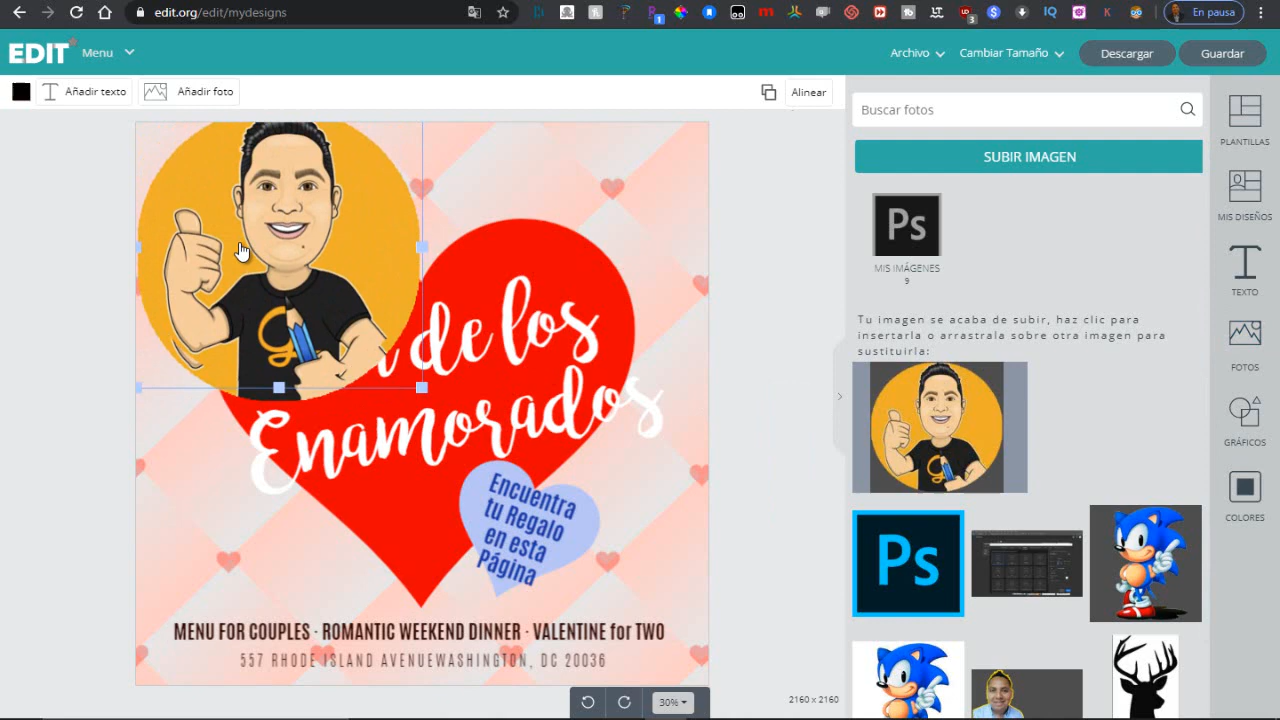 edit.org/edit/mydesigns
En pausa
EDIT
Menu
Archivo
Cambiar Tamaño
Descargar
Guardar
Añadir texto
Añadir foto
Alinear
Buscar fotos
SUBIR IMAGEN
Ps
MIS IMÁGENES
9
Tu imagen se acaba de subir, haz clic para
insertarla o arrastrala sobre otra imagen para
sustituirla:
Ps
PLANTILLAS
MIS DISEÑOS
TEXTO
FOTOS
GRÁFICOS
COLORES
de los
Enamorados
Encuentra
tu Regalo
en esta
Página
MENU FOR COUPLES · ROMANTIC WEEKEND DINNER · VALENTINE for TWO
557 RHODE ISLAND AVENUEWASHINGTON, DC 20036
30%
2160 x 2160